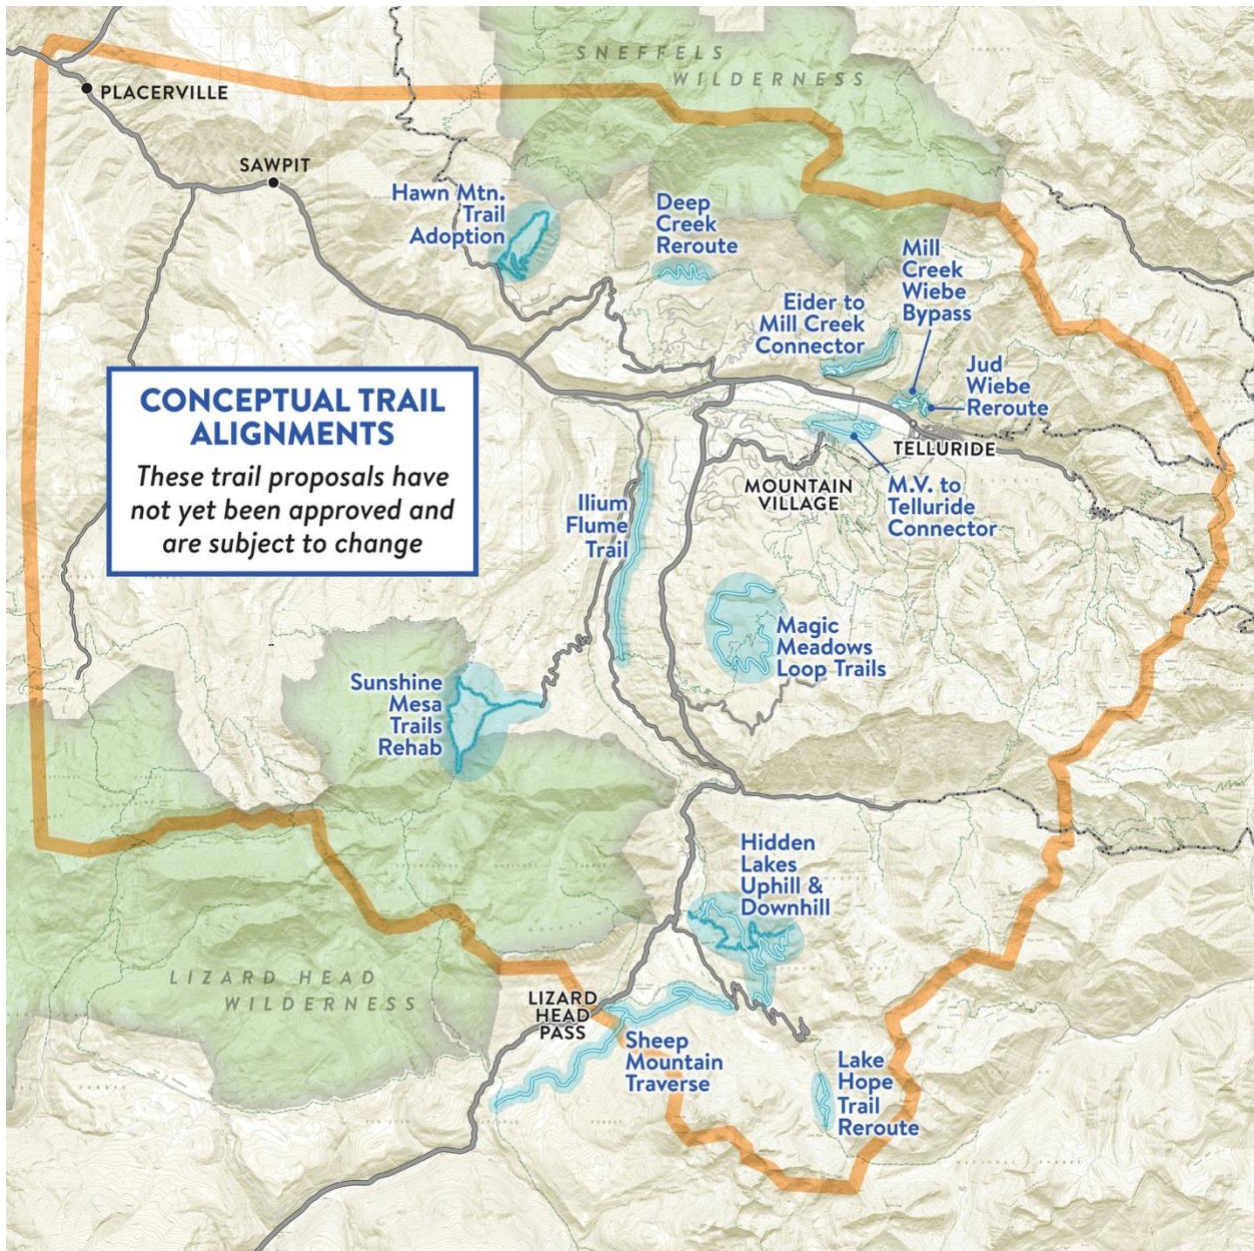 SNEFFELS
WILDERNESS
PLACERVILLE
SAWPIT
Hawn Mtn.
Trail
Adoption
Deep
Creek
Reroute
Mill
Creek
Wiebe
Bypass
Eider to
Mill Creek
Connector
Jud
Wiebe
Reroute
CONCEPTUAL TRAIL
ALIGNMENTS
These trail proposals have
not yet been approved and
are subject to change
TELLURIDE
MOUNTAIN
VILLAGE
M.V. to
Telluride
Connector
Ilium
Flume
Trail
Magic
Meadows
Loop Trails
Sunshine
Mesa
Trails
Rehab
Hidden
Lakes
Uphill &
Downhill
LIZARD HEAD
WILDERNESS
LIZARD
HEAD
PASS
Sheep
Mountain
Traverse
Lake
Hope
Trail
Reroute